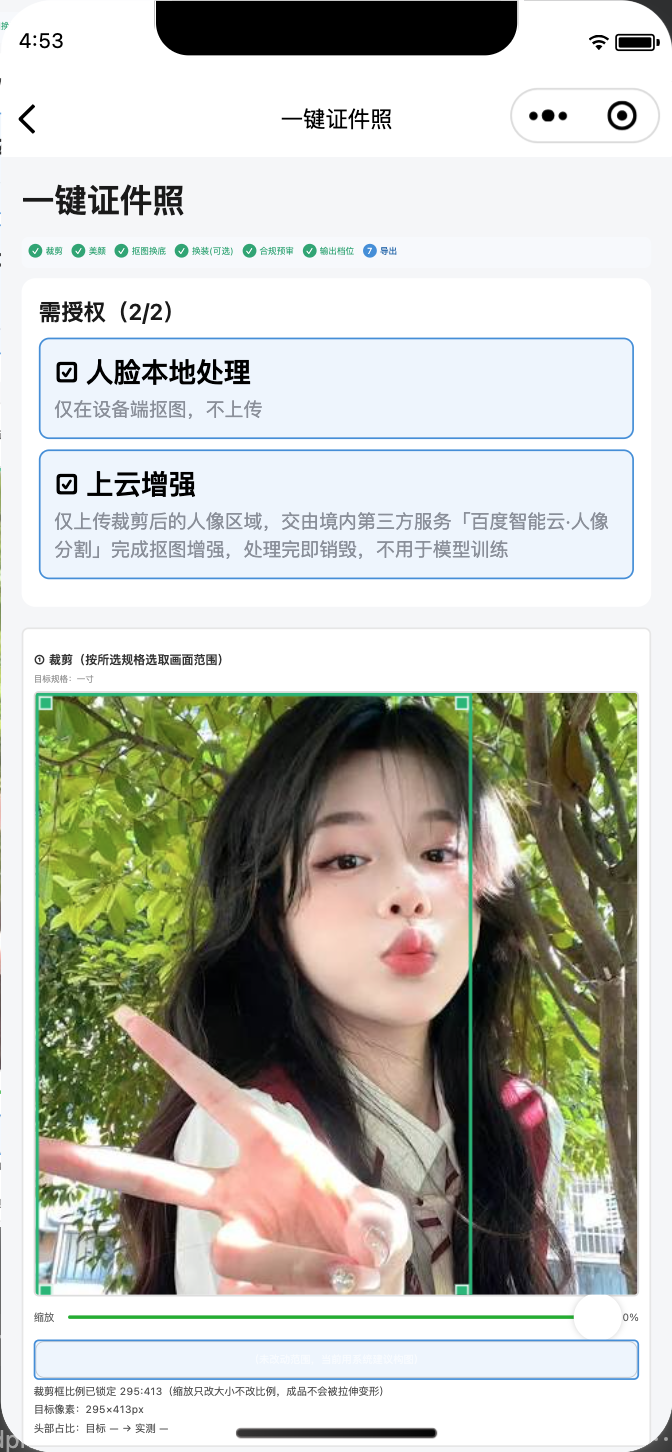 4:53
一键证件照
一键证件照
裁剪 美颜 抠图换底 换装(可选) 合规预审 输出档位 7 导出
需授权（2/2）
人脸本地处理
仅在设备端抠图，不上传
上云增强
仅上传裁剪后的人像区域，交由境内第三方服务「百度智能云·人像
分割」完成抠图增强，处理完即销毁，不用于模型训练
① 裁剪（按所选规格选取画面范围）
目标规格：一寸
缩放 0%
裁剪框比例已锁定 295:413（缩放只改大小不改比例，成品不会被拉伸变形）
目标像素：295×413px
头部占比：目标 — → 实测 —